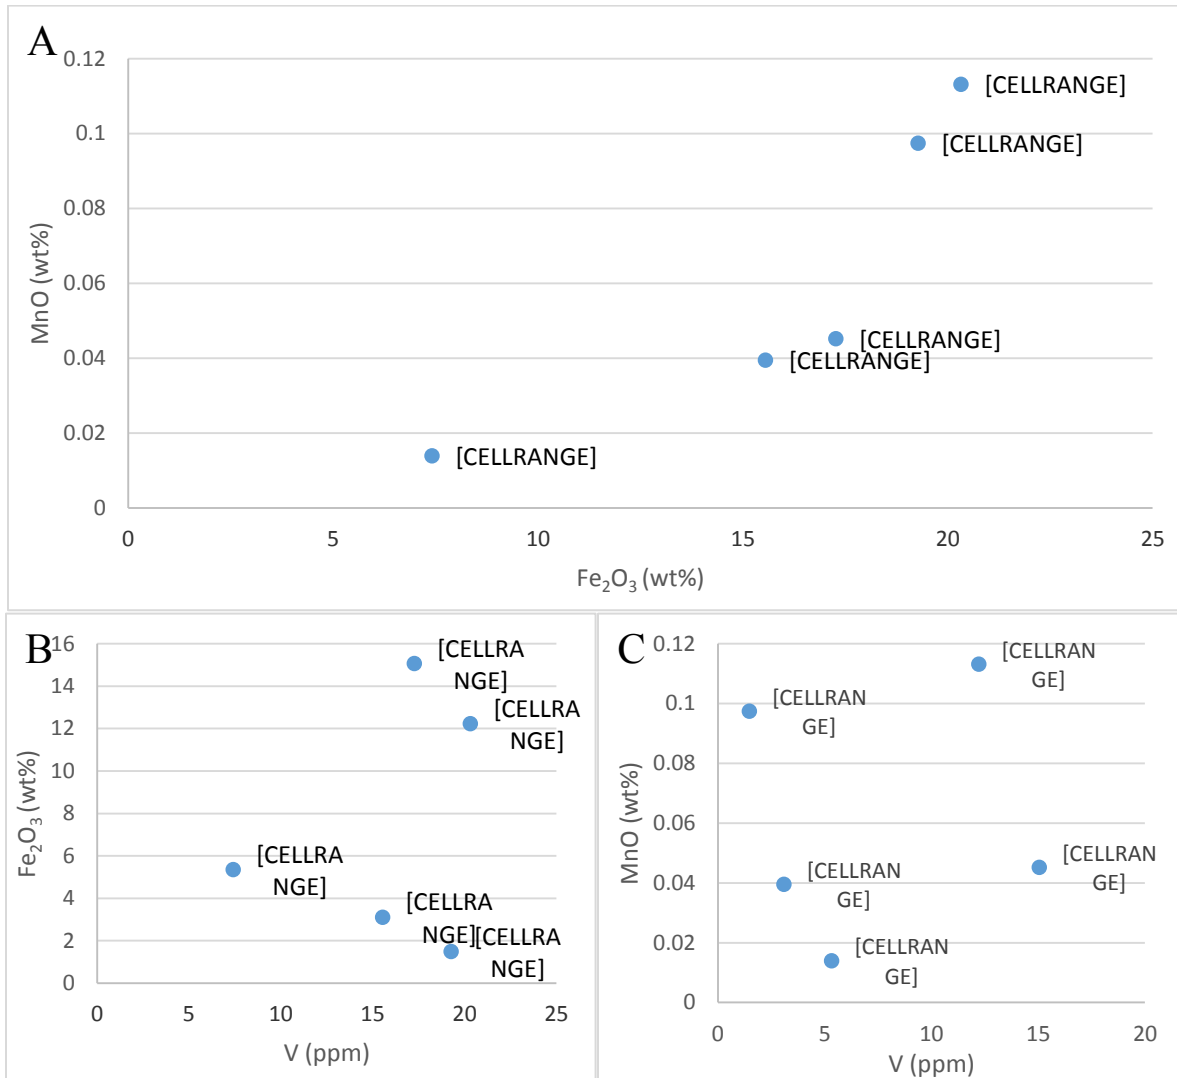 A
0.12
0.1
0.08
0.06
0.04
0.02
0
MnO (wt%)
[CELLRANGE]
[CELLRANGE]
[CELLRANGE]
[CELLRANGE]
[CELLRANGE]
0 5 10 15 20 25
Fe₂O₃ (wt%)
B
16
14
12
10
8
6
4
2
0
Fe₂O₃ (wt%)
[CELLRA
NGE]
[CELLRA
NGE]
[CELLRA
NGE]
[CELLRA
NGE]
[CELLRA
NGE]
0 5 10 15 20 25
V (ppm)
C
0.12
0.1
0.08
0.06
0.04
0.02
0
MnO (wt%)
[CELLRAN
GE]
[CELLRAN
GE]
[CELLRAN
GE]
[CELLRAN
GE]
[CELLRAN
GE]
0 5 10 15 20
V (ppm)